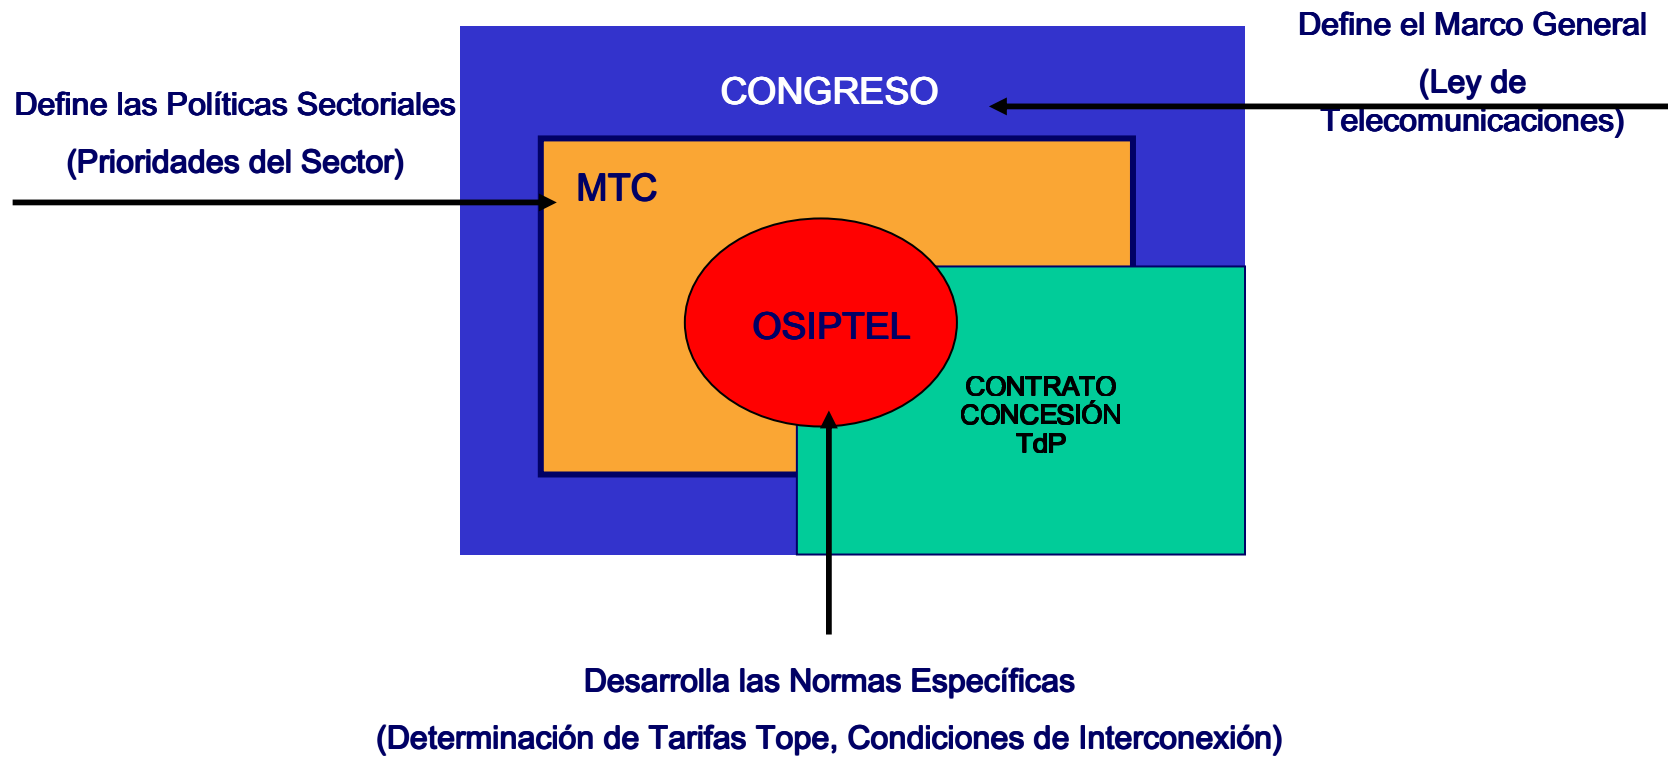 Define el Marco General
(Ley de
Telecomunicaciones)
Define las Políticas Sectoriales
(Prioridades del Sector)
CONGRESO
MTC
OSIPTEL
CONTRATO
CONCESIÓN
TdP
Desarrolla las Normas Específicas
(Determinación de Tarifas Tope, Condiciones de Interconexión)